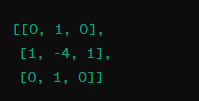 [[0, 1, 0],
[1, -4, 1],
[0, 1, 0]]